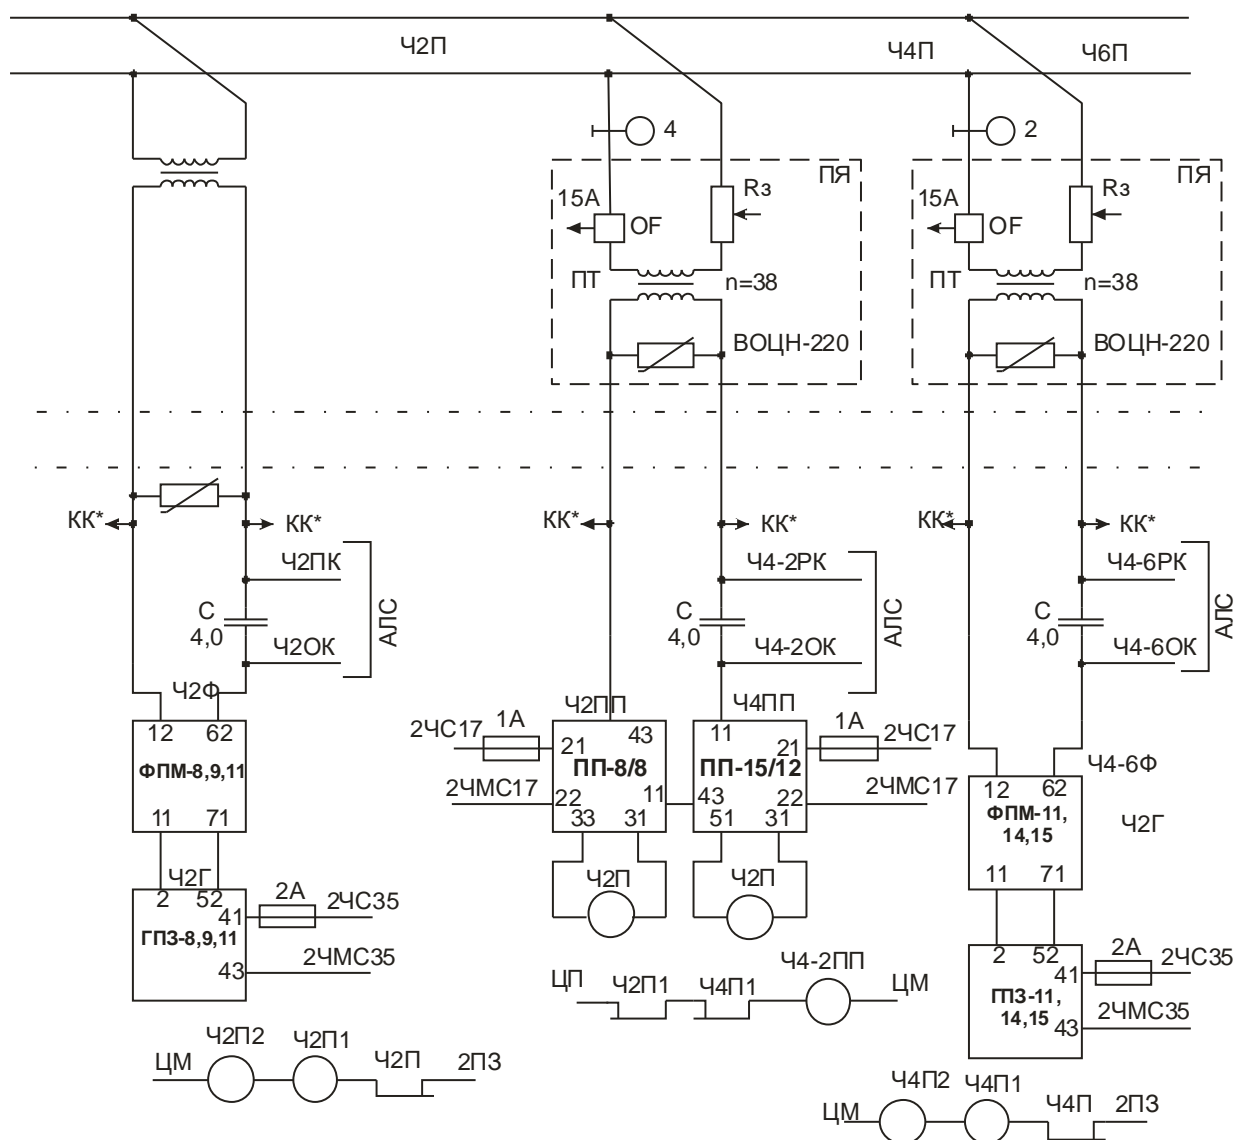 Ч2П
Ч4П
Ч6П
4
2
ПЯ
ПЯ
15А
Rз
15А
Rз
OF
OF
ПТ
n=38
ПТ
n=38
ВОЦН-220
ВОЦН-220
КК*
КК*
КК*
КК*
КК*
КК*
Ч2ПК
Ч4-2РК
Ч4-6РК
С
4,0
АЛС
С
4,0
АЛС
С
4,0
АЛС
Ч2ОК
Ч4-2ОК
Ч4-6ОК
Ч2Ф
Ч2ПП
Ч4ПП
2ЧС17
1А
1А
2ЧС17
12
62
21
43
11
21
ФПМ-8,9,11
ПП-8/8
ПП-15/12
Ч4-6Ф
2ЧМС17
22
11
43
22
2ЧМС17
12
62
11
71
33
31
51
31
ФПМ-11,
14,15
Ч2Г
Ч2Г
Ч2П
Ч2П
11
71
2
52
41
2А
2ЧС35
ГПЗ-8,9,11
43
2ЧМС35
2
52
41
2А
2ЧС35
ГПЗ-11,
14,15
43
2ЧМС35
ЦП
Ч2П1
Ч4П1
Ч4-2ПП
ЦМ
ЦМ
Ч2П2
Ч2П1
Ч2П
2ПЗ
ЦМ
Ч4П2
Ч4П1
Ч4П
2ПЗ